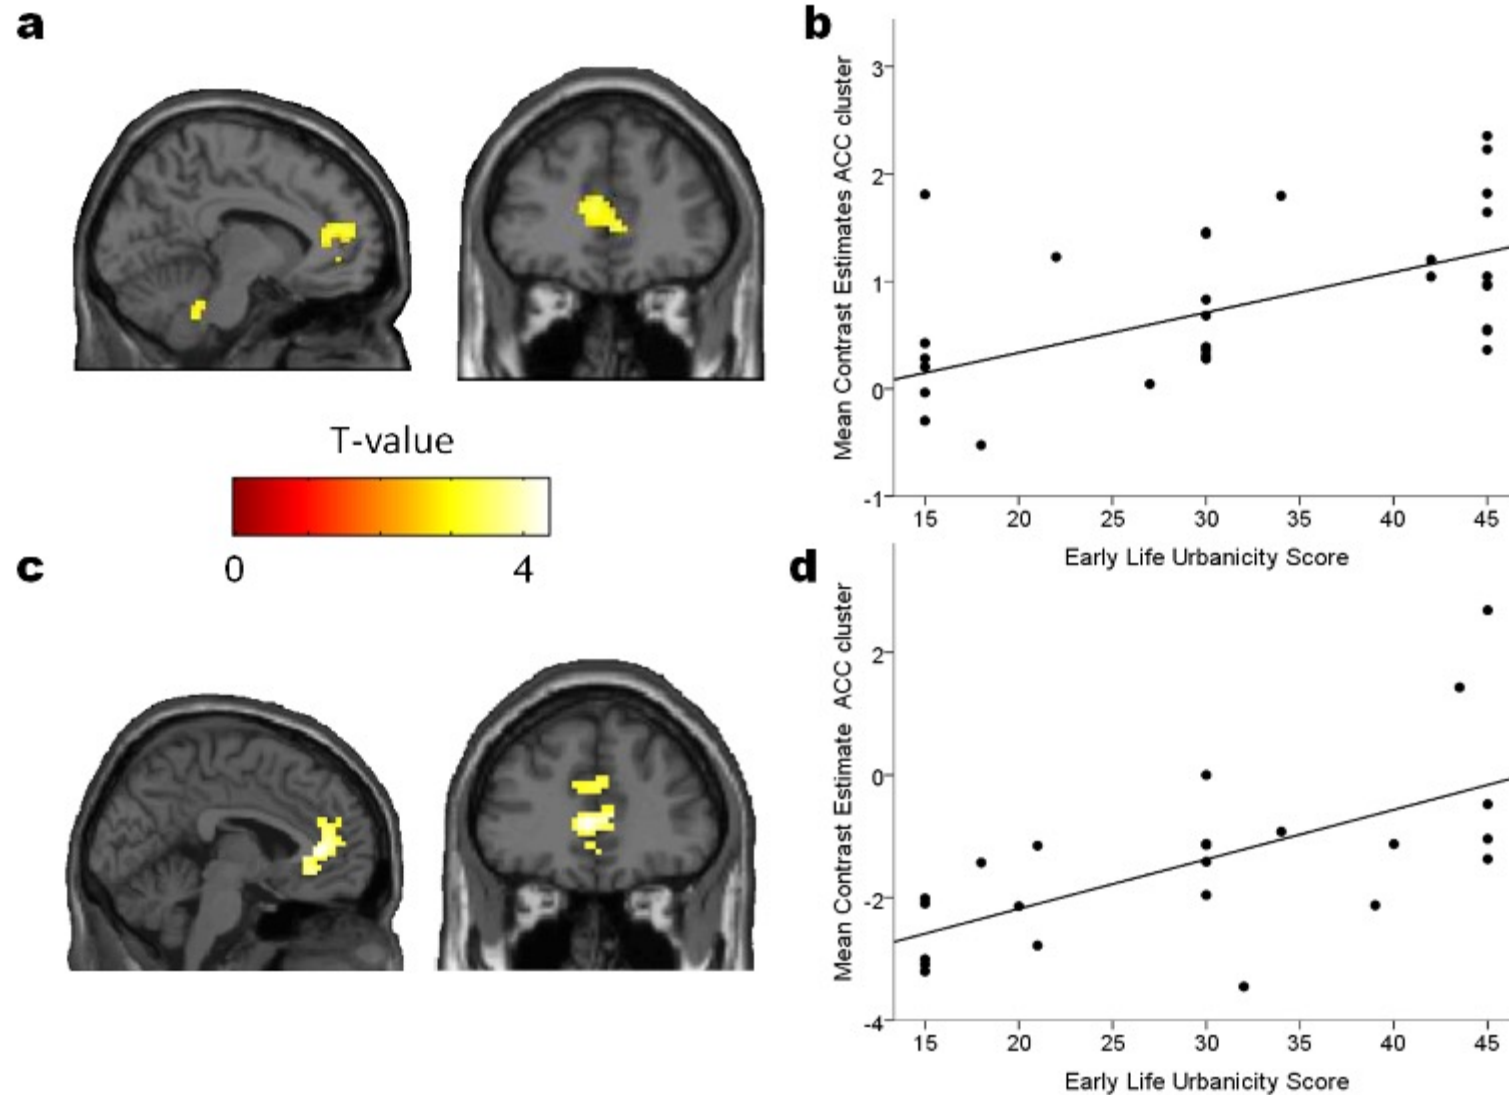 a
b
Mean Contrast Estimates ACC cluster
3
2
1
0
-1
15 20 25 30 35 40 45
Early Life Urbanicity Score
T-value
0 4
c
d
Mean Contrast Estimate ACC cluster
2
0
-2
-4
15 20 25 30 35 40 45
Early Life Urbanicity Score